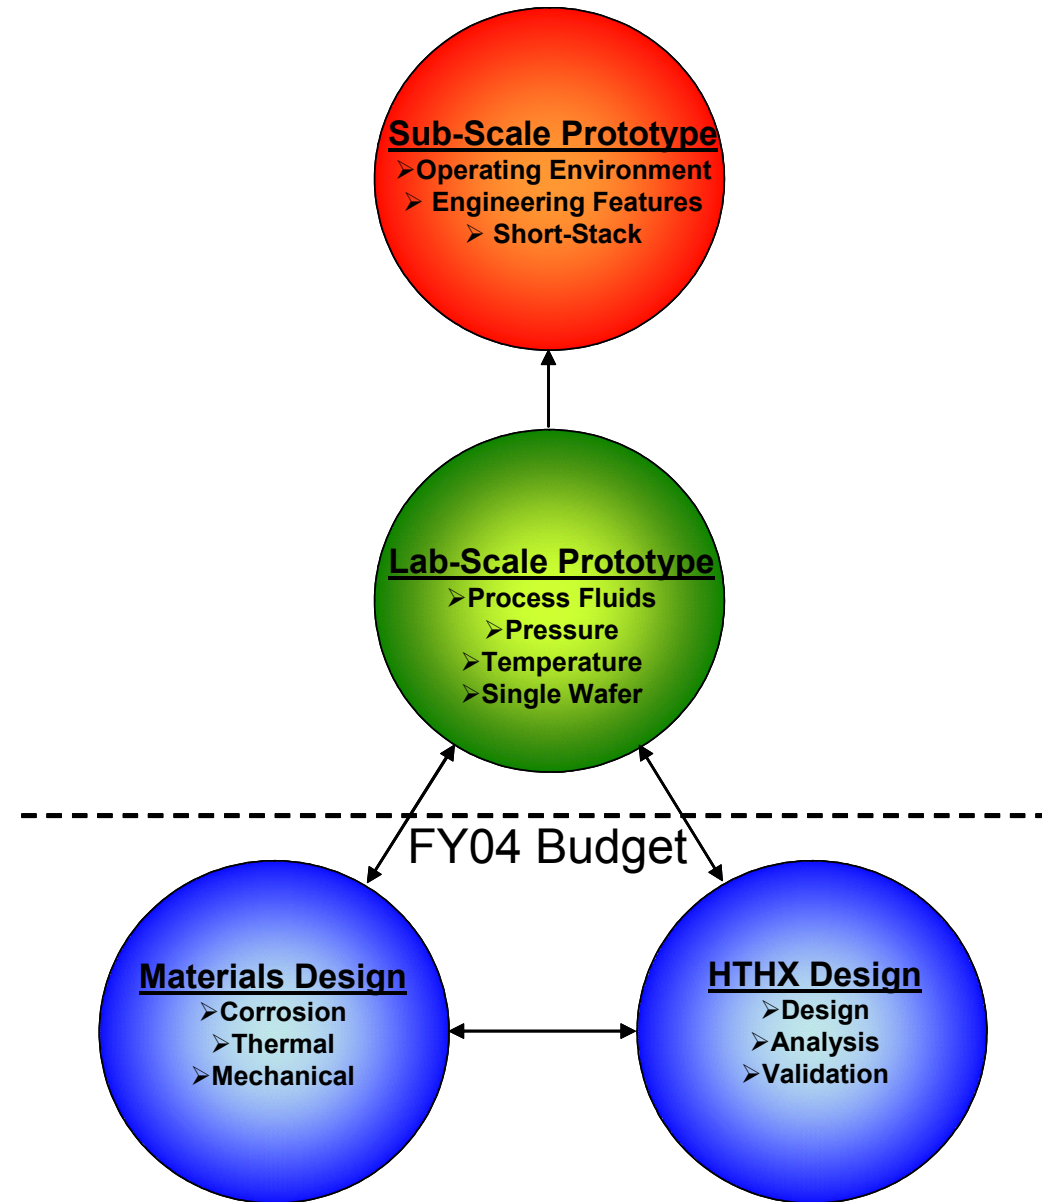 Sub-Scale Prototype
➢Operating Environment
➢ Engineering Features
➢ Short-Stack
Lab-Scale Prototype
➢Process Fluids
➢Pressure
➢Temperature
➢Single Wafer
FY04 Budget
Materials Design
➢Corrosion
➢Thermal
➢Mechanical
HTHX Design
➢Design
➢Analysis
➢Validation